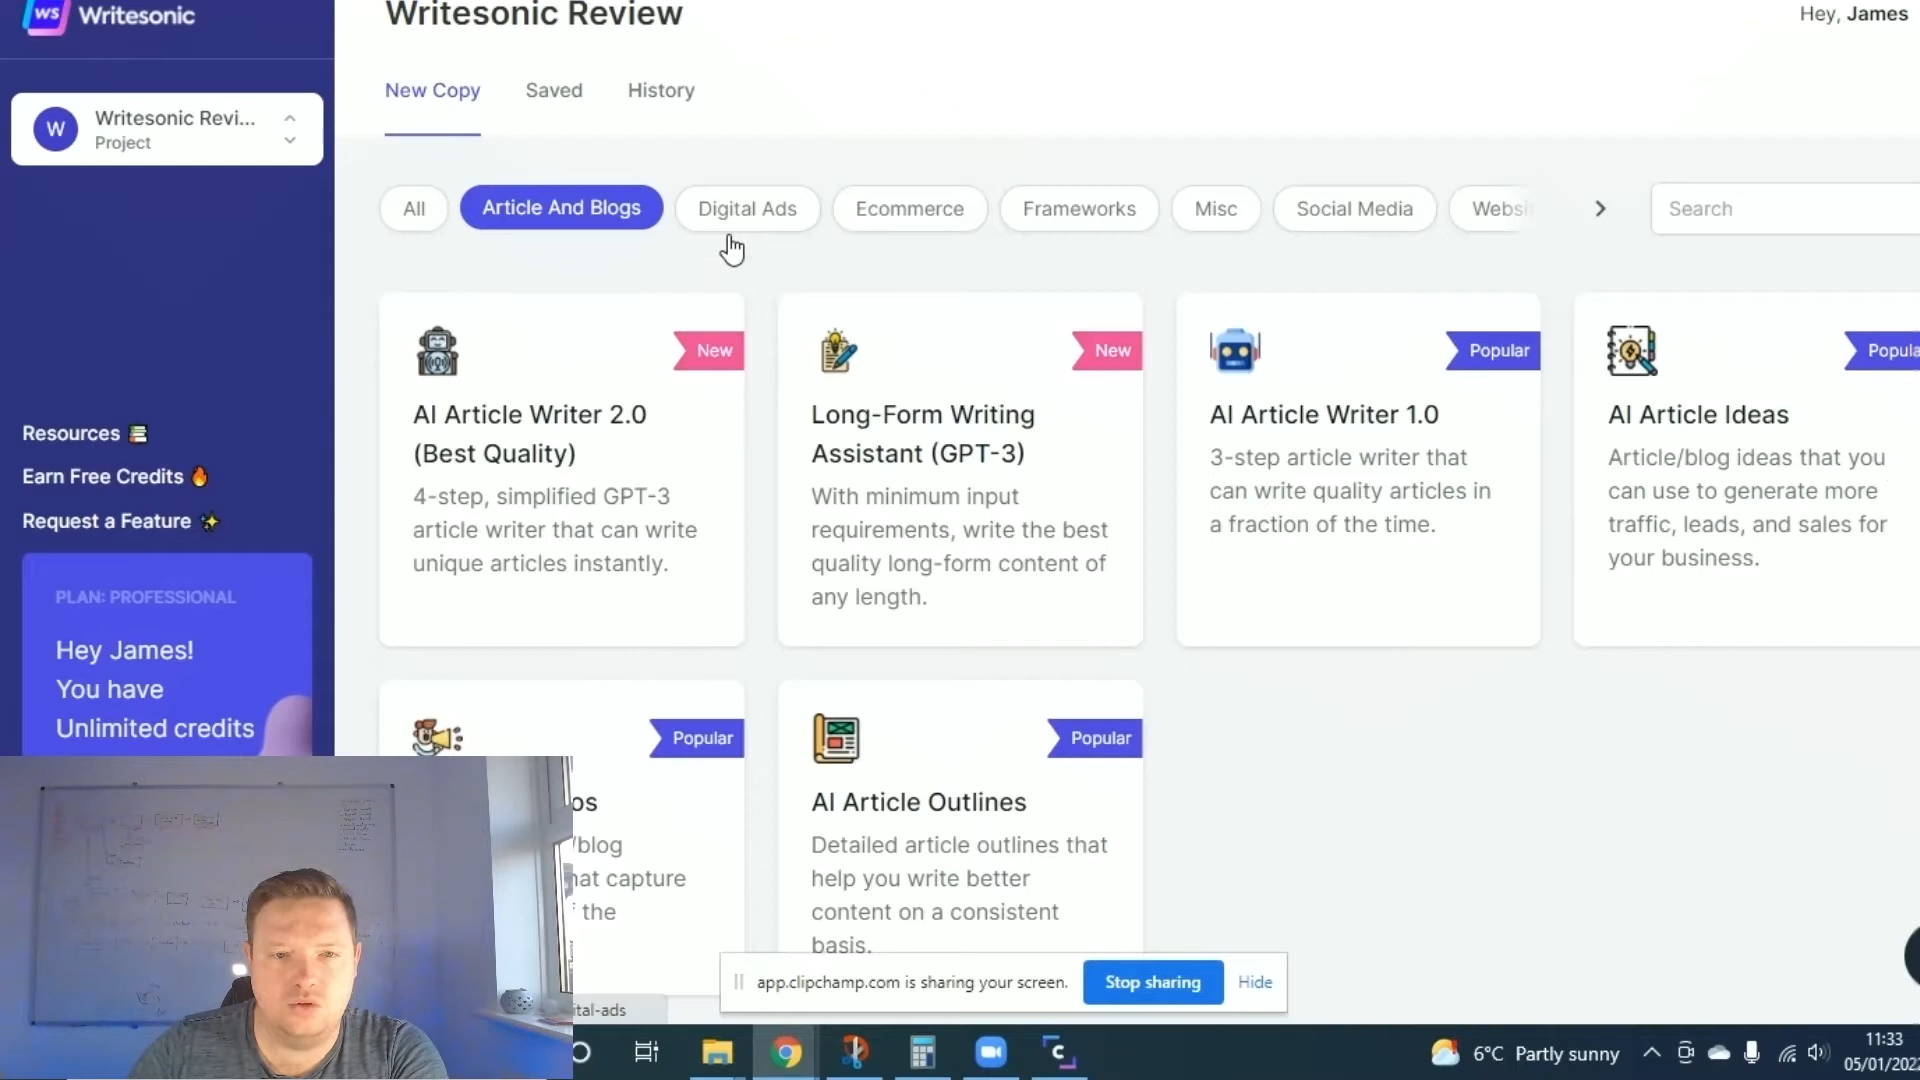 WS Writesonic
Writesonic Review
Hey, James
W
Writesonic Revi...
Project
New Copy Saved History
All Article And Blogs Digital Ads Ecommerce Frameworks Misc Social Media
Search
New
AI Article Writer 2.0
(Best Quality)
4-step, simplified GPT-3
article writer that can write
unique articles instantly.
New
Long-Form Writing
Assistant (GPT-3)
With minimum input
requirements, write the best
quality long-form content of
any length.
Popular
AI Article Writer 1.0
3-step article writer that
can write quality articles in
a fraction of the time.
Popula
AI Article Ideas
Article/blog ideas that you
can use to generate more
traffic, leads, and sales for
your business.
Resources
Earn Free Credits
Request a Feature
PLAN: PROFESSIONAL
Hey James!
You have
Unlimited credits
Popular
os
/blog
hat capture
the
Popular
AI Article Outlines
Detailed article outlines that
help you write better
content on a consistent
basis.
app.clipchamp.com is sharing your screen. Stop sharing Hide
ital-ads
6°C Partly sunny
11:33
05/01/202